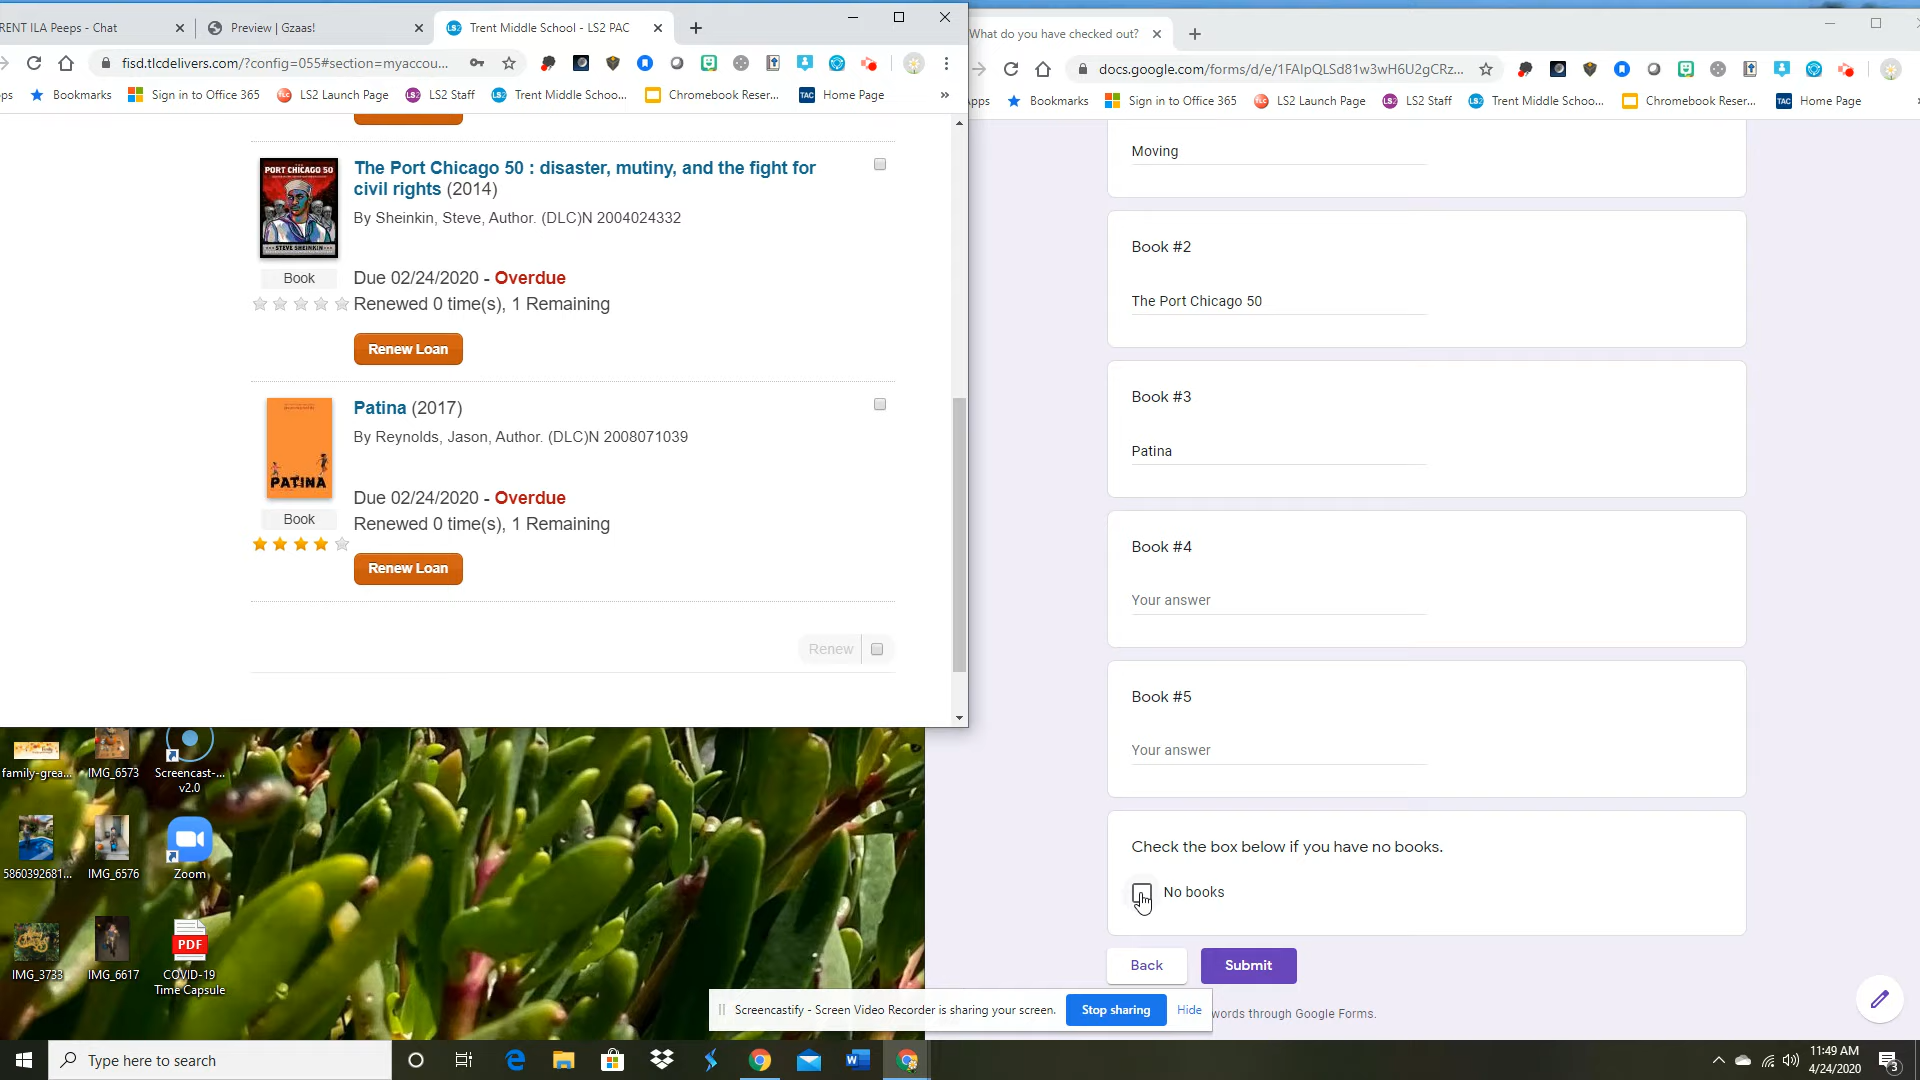 RENT ILA Peeps - Chat
Preview | Gzaas!
Trent Middle School - LS2 PAC
fisd.tlcdelivers.com/?config=055#section=myaccou...
ps
Bookmarks
Sign in to Office 365
LS2 Launch Page
LS2 Staff
Trent Middle Schoo...
Chromebook Reser...
Home Page
»
PORT CHICAGO 50
STEVE SHEINKIN
The Port Chicago 50 : disaster, mutiny, and the fight for
civil rights (2014)
By Sheinkin, Steve, Author. (DLC)N 2004024332
Book
Due 02/24/2020 - Overdue
Renewed 0 time(s), 1 Remaining
Renew Loan
PATINA
Patina (2017)
By Reynolds, Jason, Author. (DLC)N 2008071039
Book
Due 02/24/2020 - Overdue
Renewed 0 time(s), 1 Remaining
Renew Loan
Renew
What do you have checked out?
docs.google.com/forms/d/e/1FAIpQLSd81w3wH6U2gCRz...
Apps
Bookmarks
Sign in to Office 365
LS2 Launch Page
LS2 Staff
Trent Middle Schoo...
Chromebook Reser...
Home Page
Moving
Book #2
The Port Chicago 50
Book #3
Patina
Book #4
Your answer
Book #5
Your answer
Check the box below if you have no books.
No books
Back
Submit
words through Google Forms.
family-grea...
IMG_6573
Screencast-...
v2.0
5860392681...
IMG_6576
Zoom
IMG_3733
IMG_6617
PDF
COVID-19
Time Capsule
Screencastify - Screen Video Recorder is sharing your screen.
Stop sharing
Hide
Type here to search
11:49 AM
4/24/2020
3